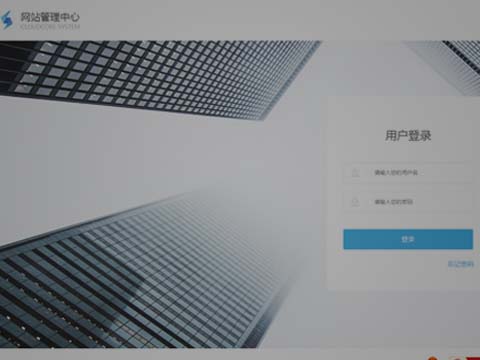 网站管理中心
用户登录
请输入您的用户名
请输入您的密码
登录
忘记密码